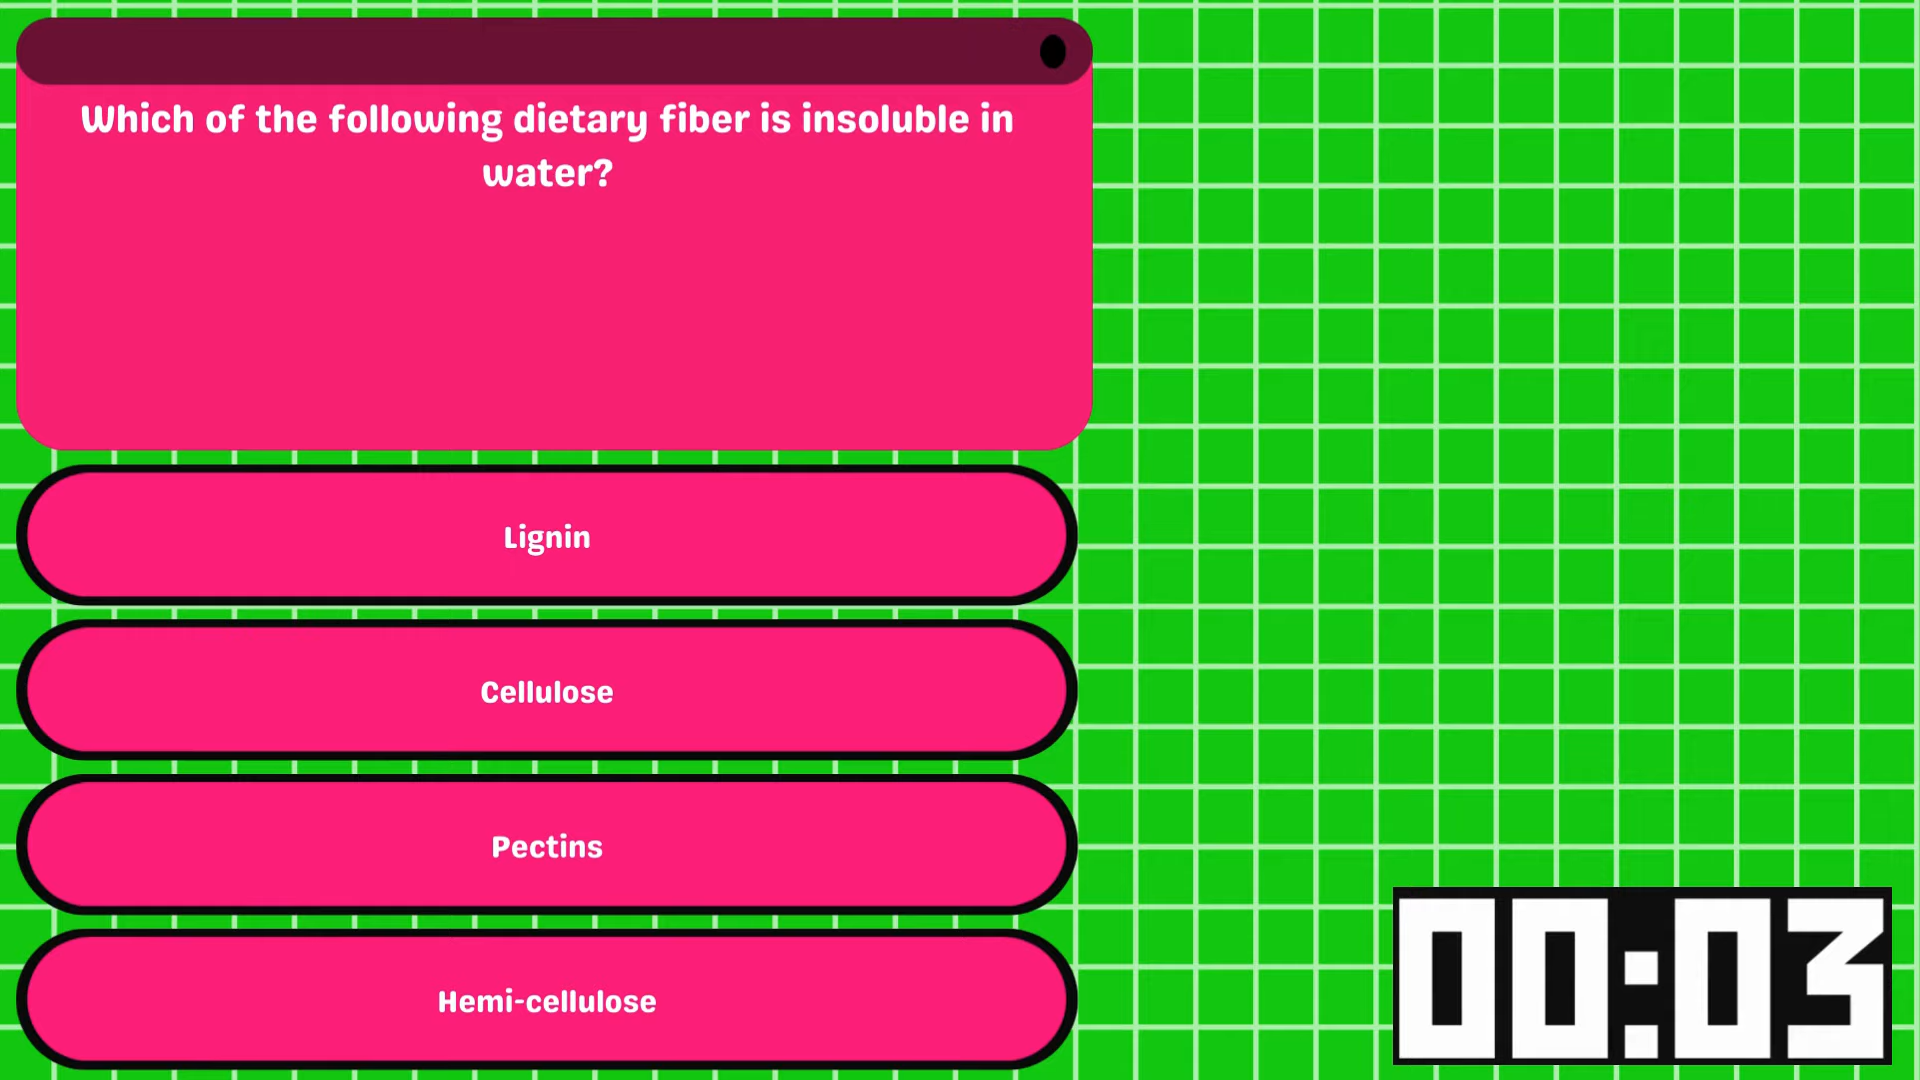 Which of the following dietary fiber is insoluble in
water?
Lignin
Cellulose
Pectins
Hemi-cellulose
00:03